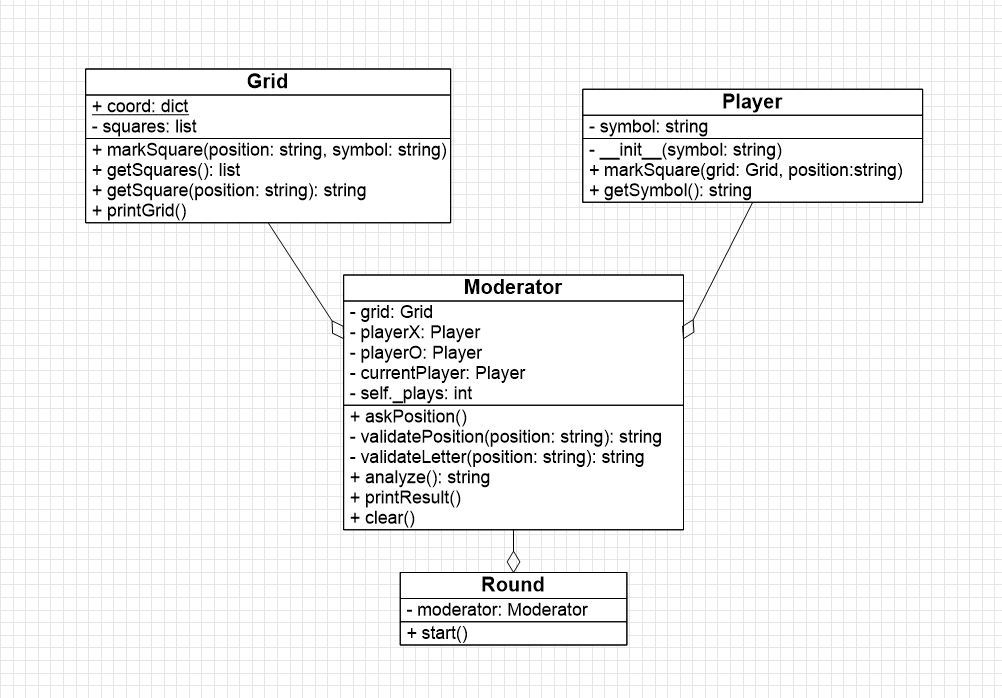 Grid
+ coord: dict
- squares: list
+ markSquare(position: string, symbol: string)
+ getSquares(): list
+ getSquare(position: string): string
+ printGrid()
Player
- symbol: string
- __init__(symbol: string)
+ markSquare(grid: Grid, position:string)
+ getSymbol(): string
Moderator
- grid: Grid
- playerX: Player
- playerO: Player
- currentPlayer: Player
- self._plays: int
+ askPosition()
- validatePosition(position: string): string
- validateLetter(position: string): string
+ analyze(): string
+ printResult()
+ clear()
Round
- moderator: Moderator
+ start()